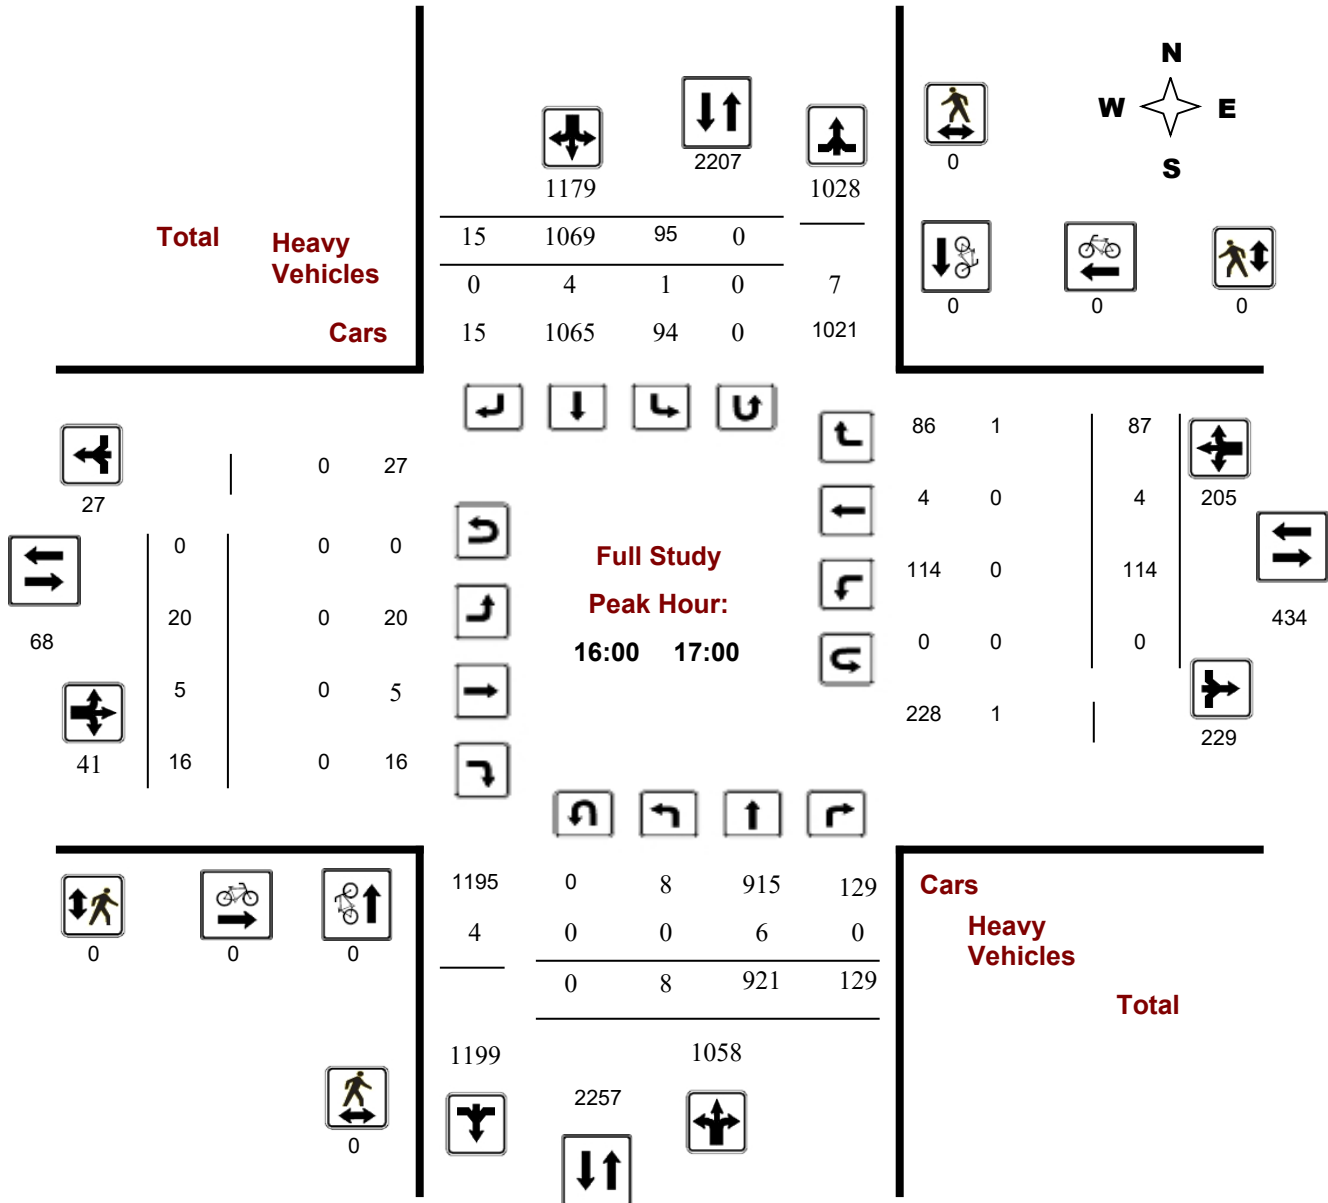 N
W E
S
2207
0
1179 1028
Total Heavy Vehicles
15 1069 95 0
0 4 1 0 7
Cars 15 1065 94 0 1021
0 0 0
86 1 87
0 27
27
4 0 4 205
0 0 0
Full Study
114 0 114
Peak Hour:
20 0 20
434
68
16:00 17:00
0 0 0
5 0 5
228 1
229
41 16 0 16
1195 0 8 915 129
Cars
4 0 0 6 0
Heavy Vehicles
0 0 0
0 8 921 129
Total
1199 1058
2257
0